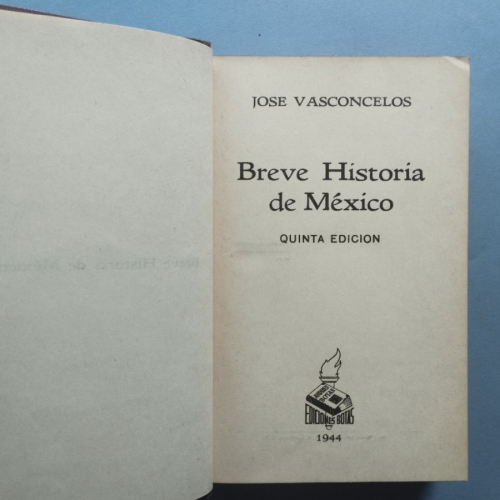 JOSE VASCONCELOS
Breve Historia
de México
QUINTA EDICION
EDICIONES BOTAS
1944